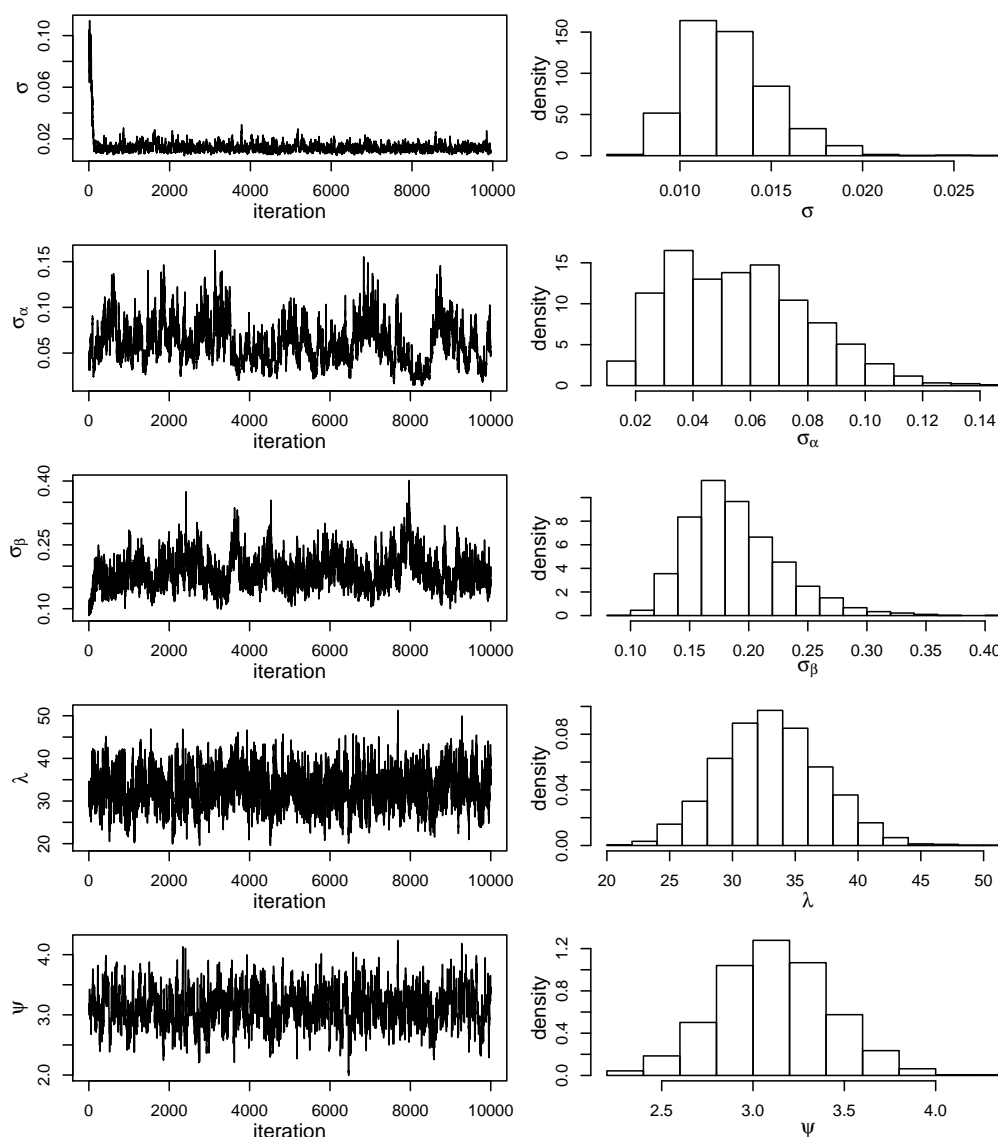 σ
0.02 0.06 0.10
0 2000 4000 6000 8000 10000
iteration
density
0 50 100 150
0.010 0.015 0.020 0.025
σ
σα
0.05 0.10 0.15
0 2000 4000 6000 8000 10000
iteration
density
0 5 10 15
0.02 0.04 0.06 0.08 0.10 0.12 0.14
σα
σβ
0.10 0.25 0.40
0 2000 4000 6000 8000 10000
iteration
density
0 2 4 6 8
0.10 0.15 0.20 0.25 0.30 0.35 0.40
σβ
λ
20 30 40 50
0 2000 4000 6000 8000 10000
iteration
density
0.00 0.04 0.08
20 25 30 35 40 45 50
λ
ψ
2.0 3.0 4.0
0 2000 4000 6000 8000 10000
iteration
density
0.0 0.4 0.8 1.2
2.5 3.0 3.5 4.0
ψ